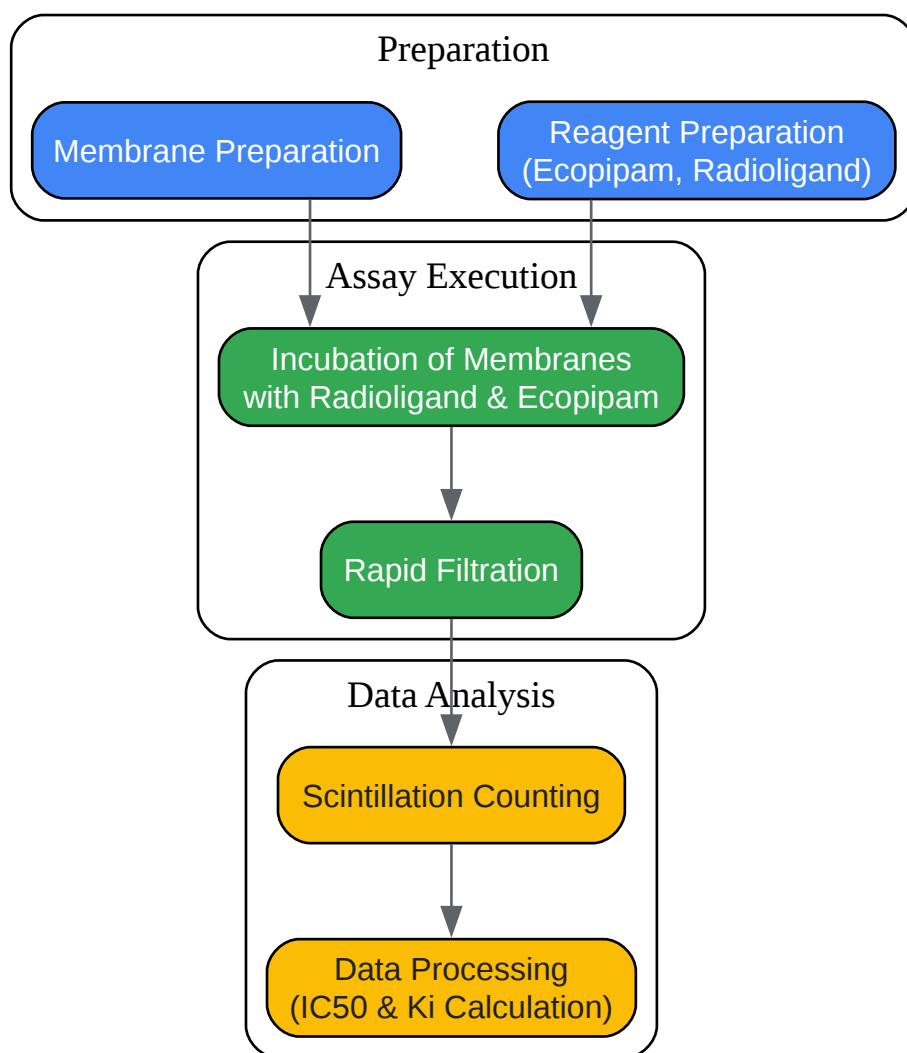 Preparation
Membrane Preparation
Reagent Preparation
(Ecopipam, Radioligand)
Assay Execution
Incubation of Membranes
with Radioligand & Ecopipam
Rapid Filtration
Data Analysis
Scintillation Counting
Data Processing
(IC50 & Ki Calculation)